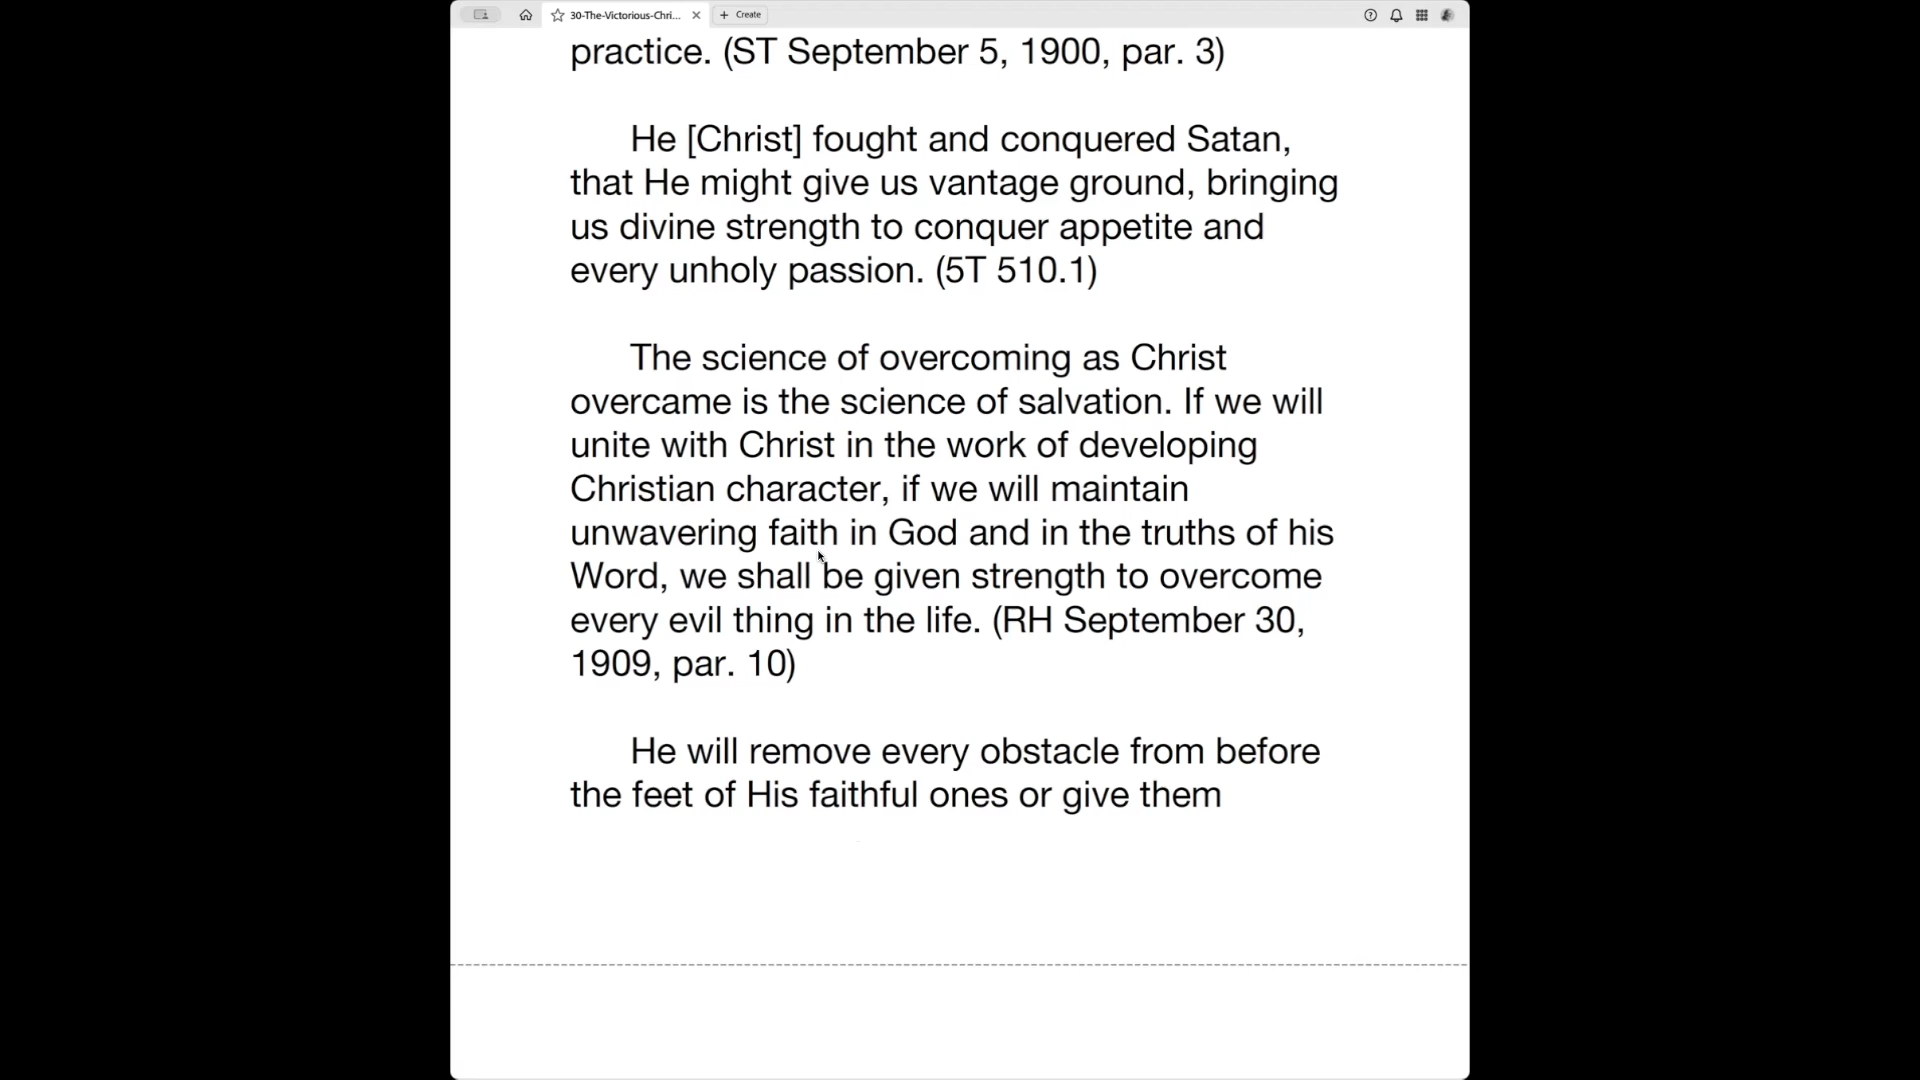 30-The-Victorious-Chri...
Create
practice. (ST September 5, 1900, par. 3)
He [Christ] fought and conquered Satan,
that He might give us vantage ground, bringing
us divine strength to conquer appetite and
every unholy passion. (5T 510.1)
The science of overcoming as Christ
overcame is the science of salvation. If we will
unite with Christ in the work of developing
Christian character, if we will maintain
unwavering faith in God and in the truths of his
Word, we shall be given strength to overcome
every evil thing in the life. (RH September 30,
1909, par. 10)
He will remove every obstacle from before
the feet of His faithful ones or give them